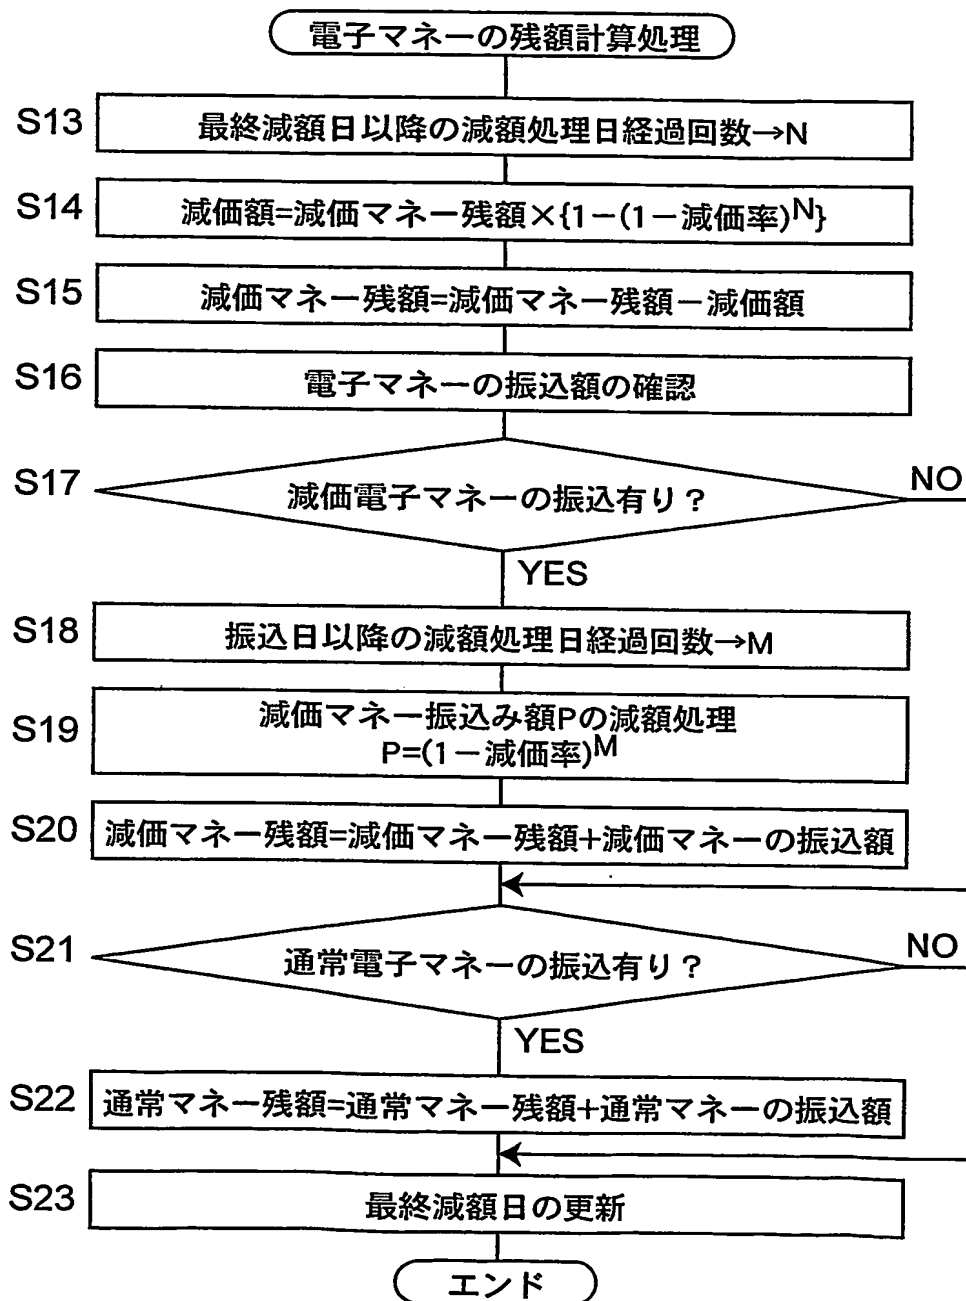 電子マネーの残額計算処理
S13 最終減額日以降の減額処理日経過回数→N
S14 減価額=減価マネー残額×{1−(1−減価率)^N}
S15 減価マネー残額=減価マネー残額−減価額
S16 電子マネーの振込額の確認
S17 減価電子マネーの振込有り？ NO
YES
S18 振込日以降の減額処理日経過回数→M
S19 減価マネー振込み額Pの減額処理
P=(1−減価率)^M
S20 減価マネー残額=減価マネー残額+減価マネーの振込額
S21 通常電子マネーの振込有り？ NO
YES
S22 通常マネー残額=通常マネー残額+通常マネーの振込額
S23 最終減額日の更新
エンド